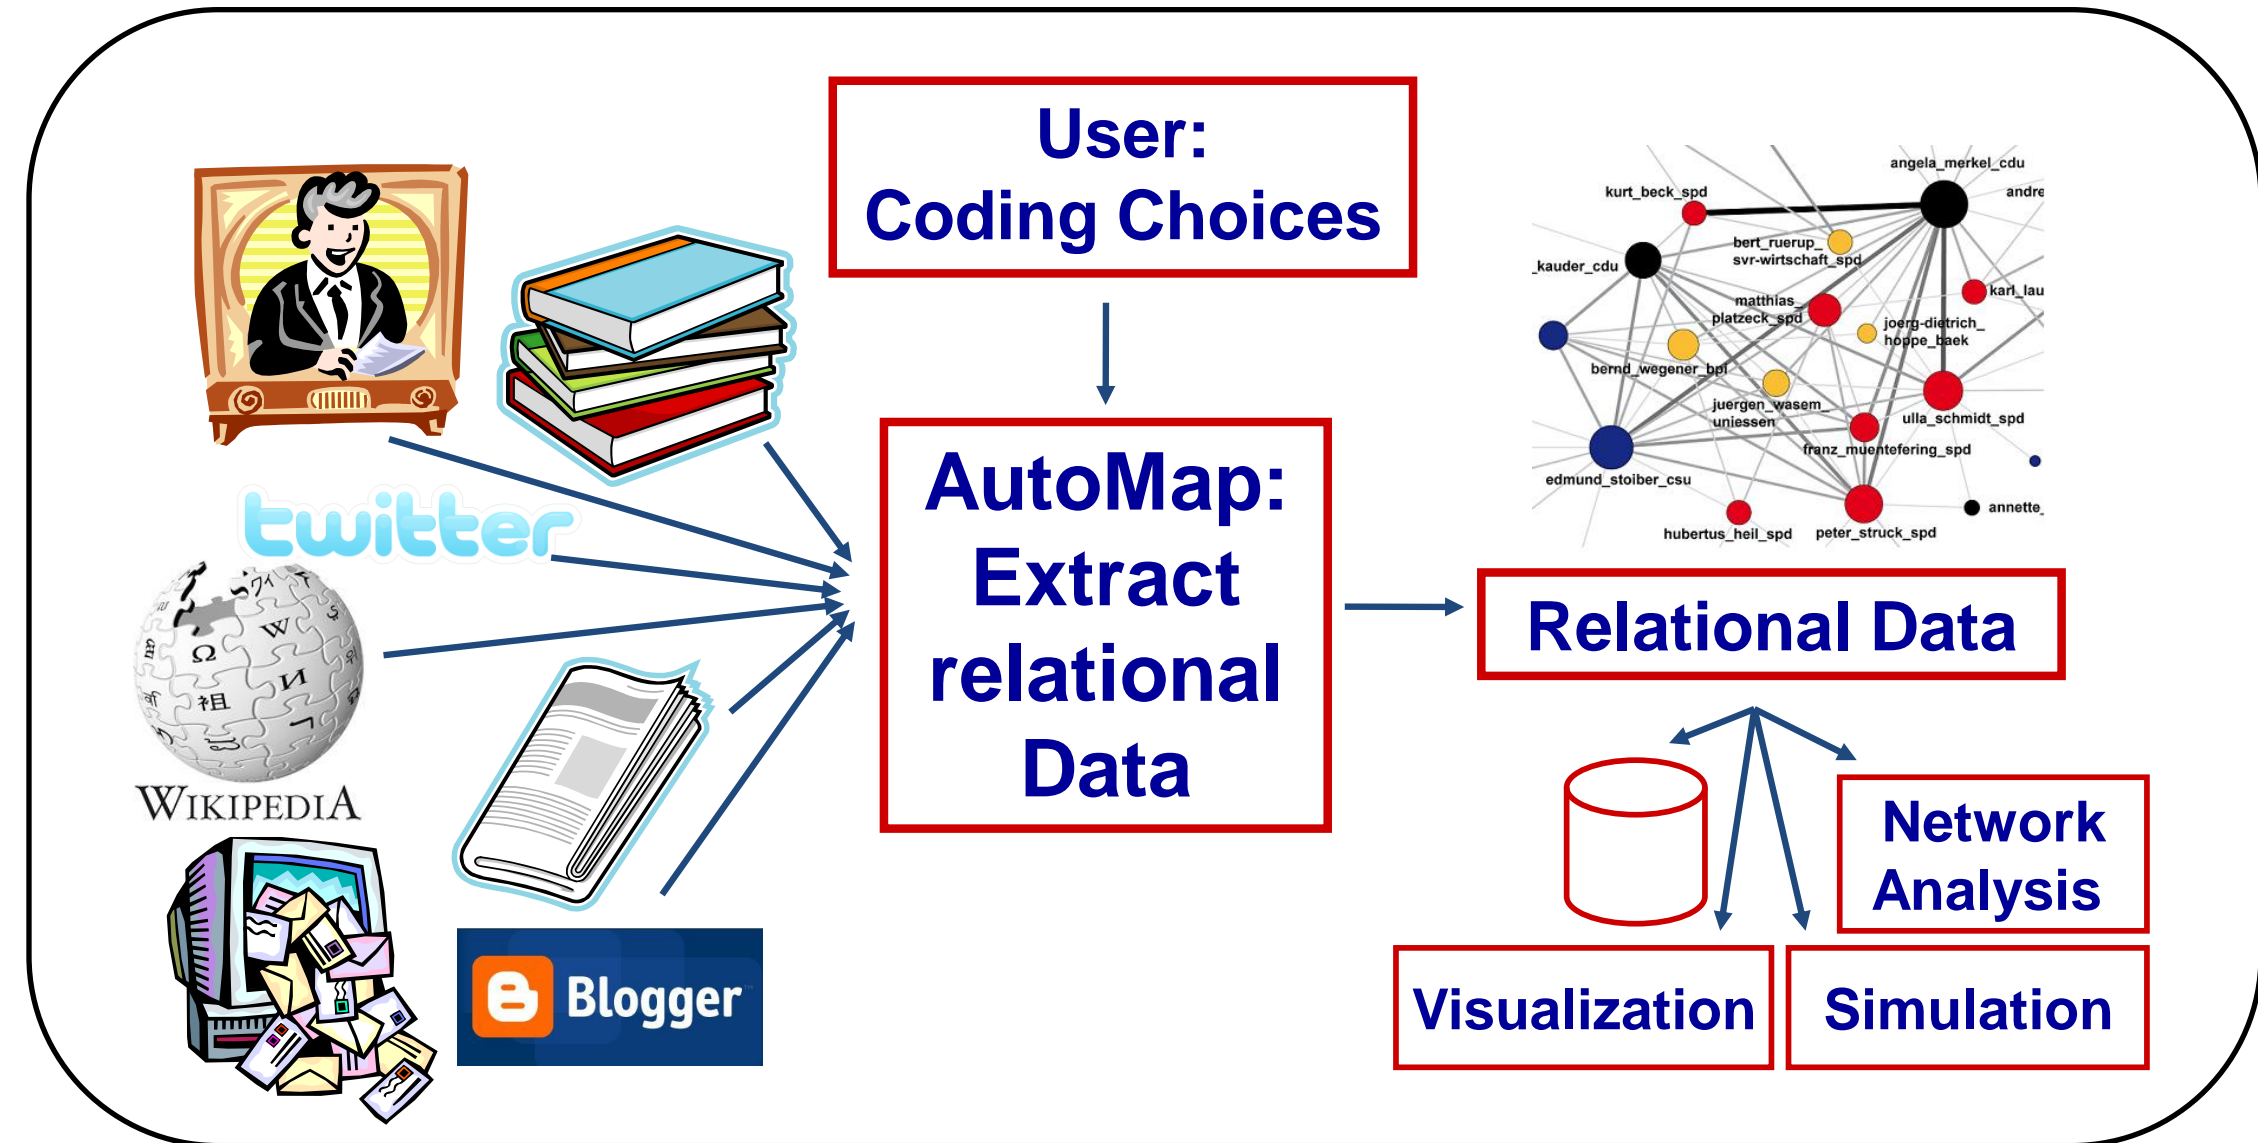 User:
Coding Choices
twitter
WIKIPEDIA
Blogger
AutoMap:
Extract
relational
Data
angela_merkel_cdu
kurt_beck_spd
andre
bert_ruerup_
svr-wirtschaft_spd
_kauder_cdu
matthias_
platzeck_spd
karl_lau
joerg-dietrich_
hoppe_baek
bernd_wegener_bpi
juergen_wasem_
uniessen
ulla_schmidt_spd
franz_muentefering_spd
edmund_stoiber_csu
annette_
hubertus_heil_spd
peter_struck_spd
Relational Data
Network
Analysis
Visualization
Simulation